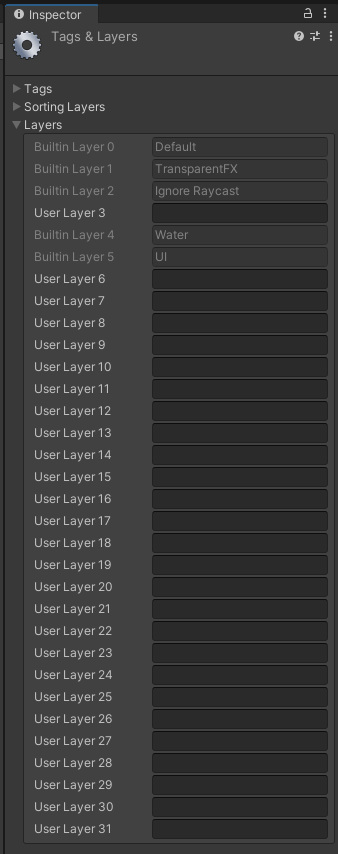 Inspector
Tags & Layers
Tags
Sorting Layers
Layers
Builtin Layer 0 Default
Builtin Layer 1 TransparentFX
Builtin Layer 2 Ignore Raycast
User Layer 3
Builtin Layer 4 Water
Builtin Layer 5 UI
User Layer 6
User Layer 7
User Layer 8
User Layer 9
User Layer 10
User Layer 11
User Layer 12
User Layer 13
User Layer 14
User Layer 15
User Layer 16
User Layer 17
User Layer 18
User Layer 19
User Layer 20
User Layer 21
User Layer 22
User Layer 23
User Layer 24
User Layer 25
User Layer 26
User Layer 27
User Layer 28
User Layer 29
User Layer 30
User Layer 31